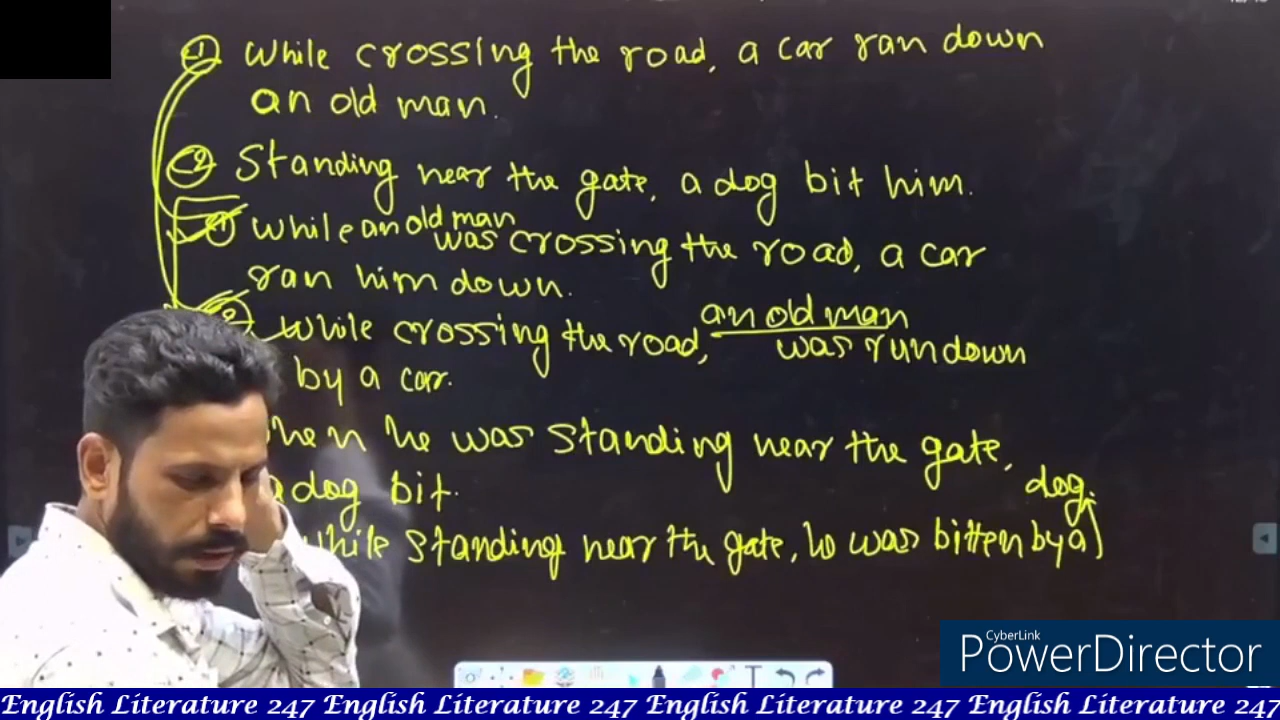 While crossing the road, a car ran down
an old man.
Standing near the gate, a dog bit him.
While an old man was crossing the road, a car
ran him down.
While crossing the road, an old man was run down
by a car.
hen he was standing near the gate,
a dog bit.
while standing near the gate, he was bitten by a dog.
CyberLink
PowerDirector
English Literature 247 English Literature 247 English Literature 247 English Literature 247